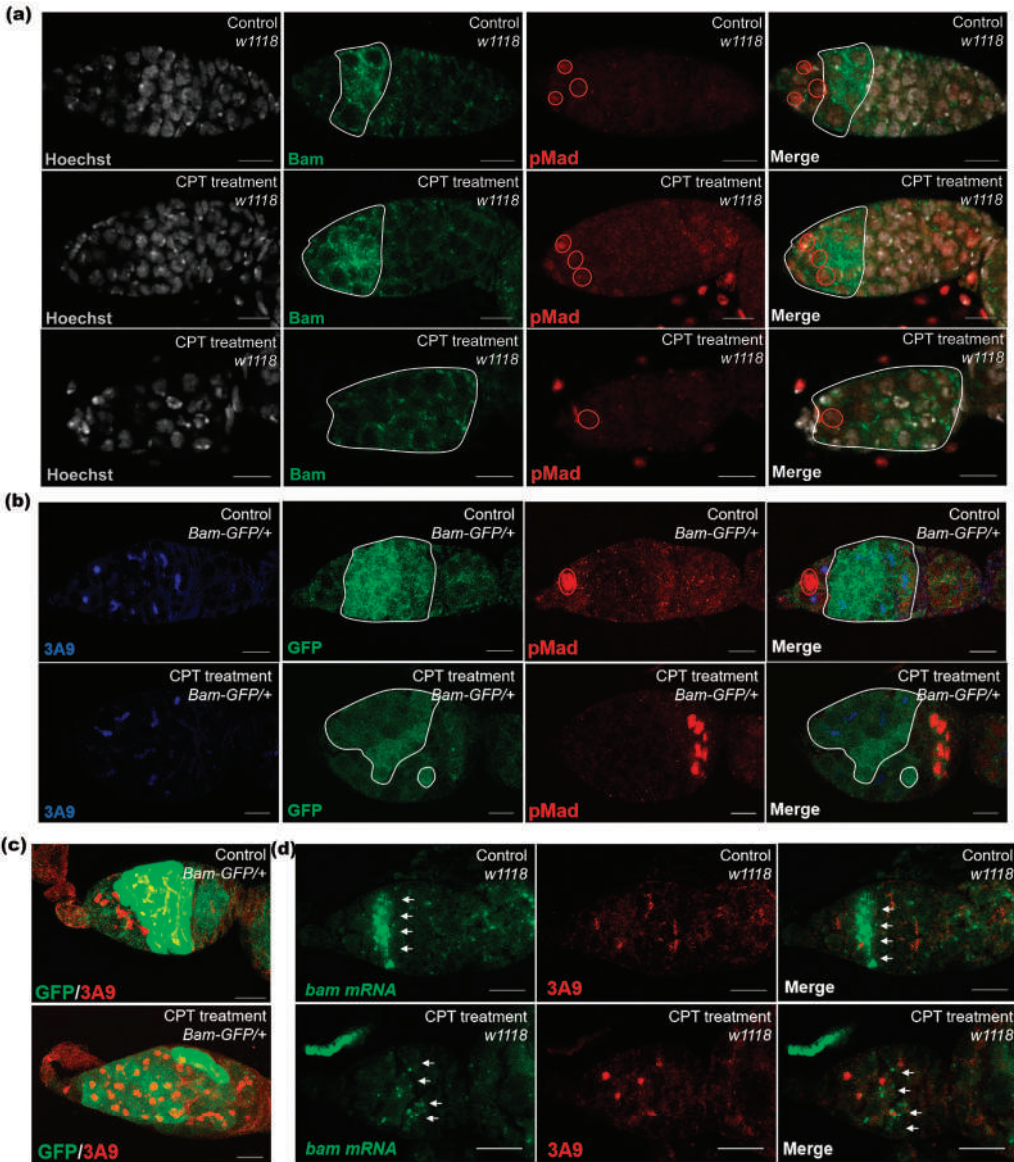 (a)
Control
w1118
Hoechst
Control
w1118
Bam
Control
w1118
pMad
Control
w1118
Merge
CPT treatment
w1118
Hoechst
CPT treatment
w1118
Bam
CPT treatment
w1118
pMad
CPT treatment
w1118
Merge
CPT treatment
w1118
Hoechst
CPT treatment
w1118
Bam
CPT treatment
w1118
pMad
CPT treatment
w1118
Merge
(b)
Control
Bam-GFP/+
3A9
Control
Bam-GFP/+
GFP
Control
Bam-GFP/+
pMad
Control
Bam-GFP/+
Merge
CPT treatment
Bam-GFP/+
3A9
CPT treatment
Bam-GFP/+
GFP
CPT treatment
Bam-GFP/+
pMad
CPT treatment
Bam-GFP/+
Merge
(c)
Control
Bam-GFP/+
GFP/3A9
CPT treatment
Bam-GFP/+
GFP/3A9
(d)
Control
w1118
bam mRNA
Control
w1118
3A9
Control
w1118
Merge
CPT treatment
w1118
bam mRNA
CPT treatment
w1118
3A9
CPT treatment
w1118
Merge